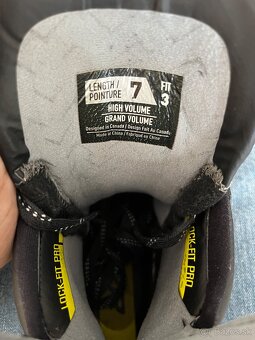 LENGTH /
POINTURE
7
FIT
3
HIGH VOLUME
GRAND VOLUME
Designed in Canada / Design Fait Au Canada
Made in China / Fabriqué en Chine
LOCK-FIT PRO
LOCK-FIT PRO